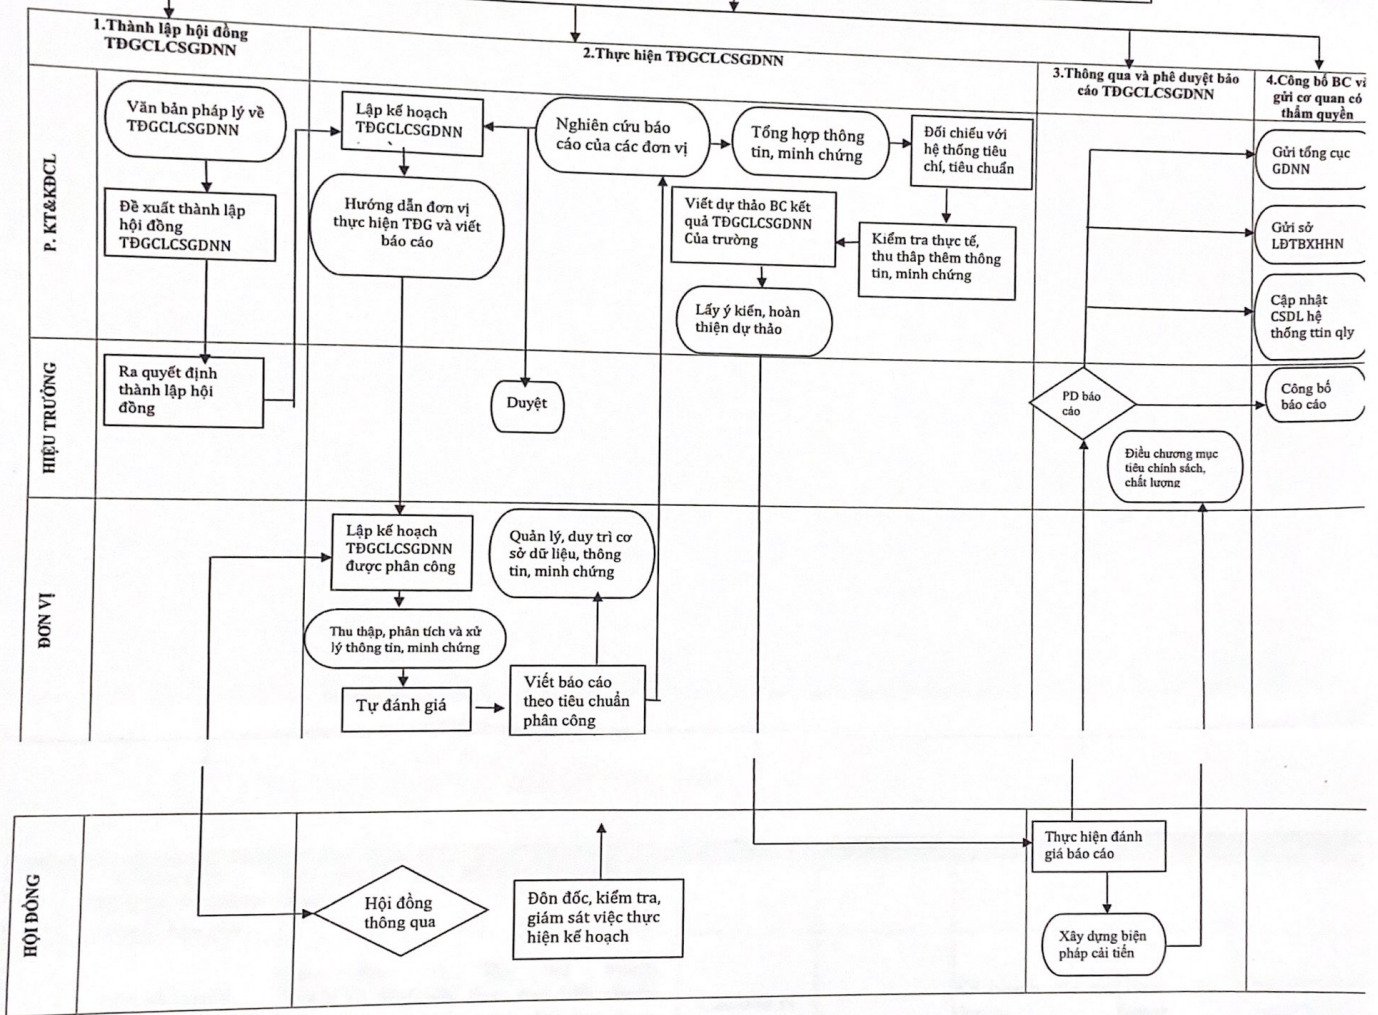 1.Thành lập hội đồng
TĐGCLCSGDNN
2.Thực hiện TĐGCLCSGDNN
3.Thông qua và phê duyệt báo
cáo TĐGCLCSGDNN
4.Công bố BC và
gửi cơ quan có
thẩm quyền
P. KT&KĐCL
Văn bản pháp lý về
TĐGCLCSGDNN
Đề xuất thành lập
hội đồng
TĐGCLCSGDNN
Lập kế hoạch
TĐGCLCSGDNN
Hướng dẫn đơn vị
thực hiện TĐG và viết
báo cáo
Nghiên cứu báo
cáo của các đơn vị
Tổng hợp thông
tin, minh chứng
Đối chiếu với
hệ thống tiêu
chí, tiêu chuẩn
Kiểm tra thực tế,
thu thập thêm thông
tin, minh chứng
Viết dự thảo BC kết
quả TĐGCLCSGDNN
Của trường
Lấy ý kiến, hoàn
thiện dự thảo
Gửi tổng cục
GDNN
Gửi sở
LĐTBXHHN
Cập nhật
CSDL hệ
thống ttin qly
HIỆU TRƯỞNG
Ra quyết định
thành lập hội
đồng
Duyệt
PD báo
cáo
Công bố
báo cáo
Điều chương mục
tiêu chính sách,
chất lượng
ĐƠN VỊ
Lập kế hoạch
TĐGCLCSGDNN
được phân công
Thu thập, phân tích và xử
lý thông tin, minh chứng
Tự đánh giá
Viết báo cáo
theo tiêu chuẩn
phân công
Quản lý, duy trì cơ
sở dữ liệu, thông
tin, minh chứng
HỘI ĐỒNG
Hội đồng
thông qua
Đôn đốc, kiểm tra,
giám sát việc thực
hiện kế hoạch
Thực hiện đánh
giá báo cáo
Xây dựng biện
pháp cải tiến